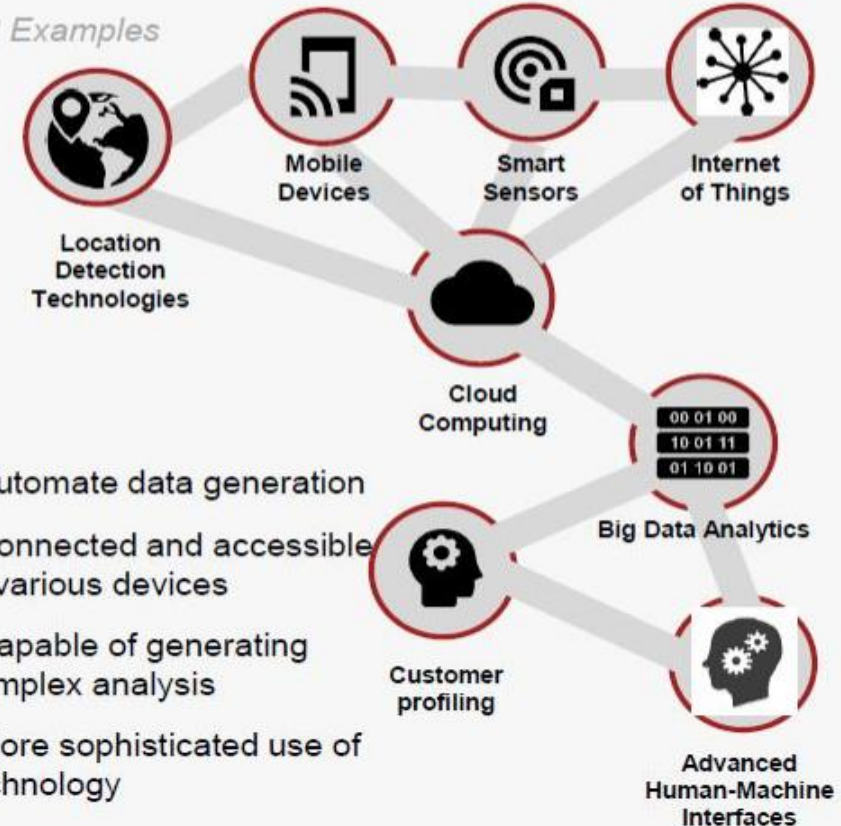 Examples
Mobile
Devices
Smart
Sensors
Internet
of Things
Location
Detection
Technologies
Cloud
Computing
00 01 00
10 01 11
01 10 01
Big Data Analytics
utomate data generation
onnected and accessible
various devices
apable of generating
mplex analysis
ore sophisticated use of
chnology
Customer
profiling
Advanced
Human-Machine
Interfaces